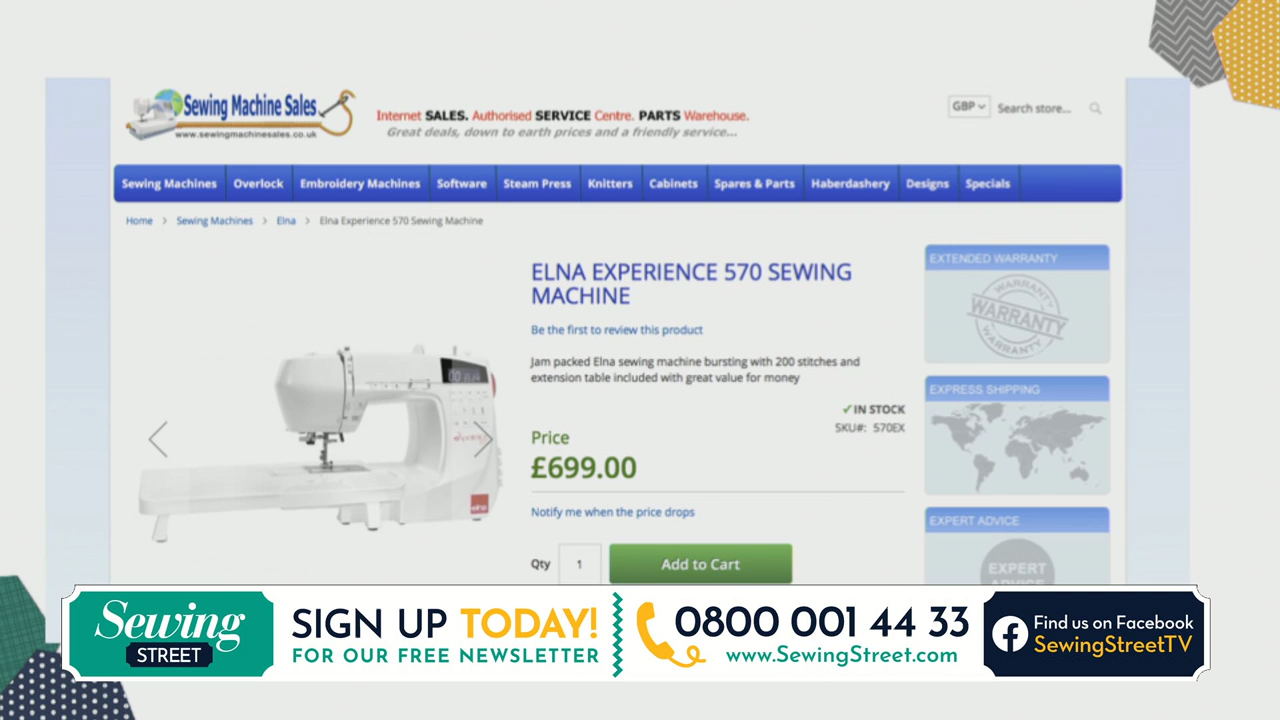 Sewing Machine Sales
www.sewingmachinesales.co.uk
Internet SALES. Authorised SERVICE Centre. PARTS Warehouse.
Great deals, down to earth prices and a friendly service...
GBP
Search store...
Sewing Machines
Overlock
Embroidery Machines
Software
Steam Press
Knitters
Cabinets
Spares & Parts
Haberdashery
Designs
Specials
Home > Sewing Machines > Elna > Elna Experience 570 Sewing Machine
ELNA EXPERIENCE 570 SEWING
MACHINE
Be the first to review this product
Jam packed Elna sewing machine bursting with 200 stitches and
extension table included with great value for money
✓IN STOCK
SKU#: 570EX
Price
£699.00
Notify me when the price drops
Qty
1
Add to Cart
elna
EXTENDED WARRANTY
WARRANTY
WARRANTY
WARRANTY
EXPRESS SHIPPING
EXPERT ADVICE
EXPERT
ADVICE
Sewing
STREET
SIGN UP TODAY!
FOR OUR FREE NEWSLETTER
0800 001 44 33
www.SewingStreet.com
Find us on Facebook
SewingStreetTV